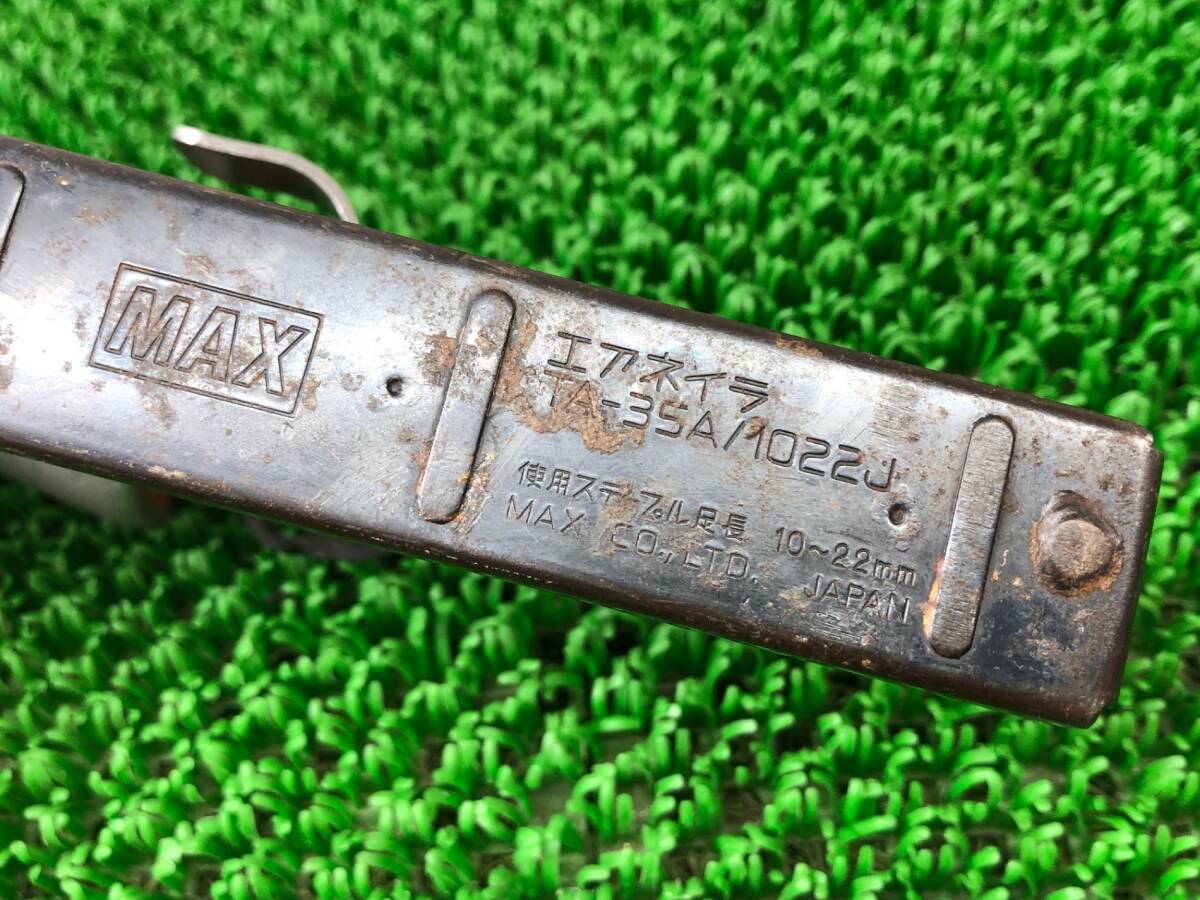 MAX
エアネイラ
TA-35A/1022J
使用ステープル足長 10~22mm
MAX CO., LTD. JAPAN